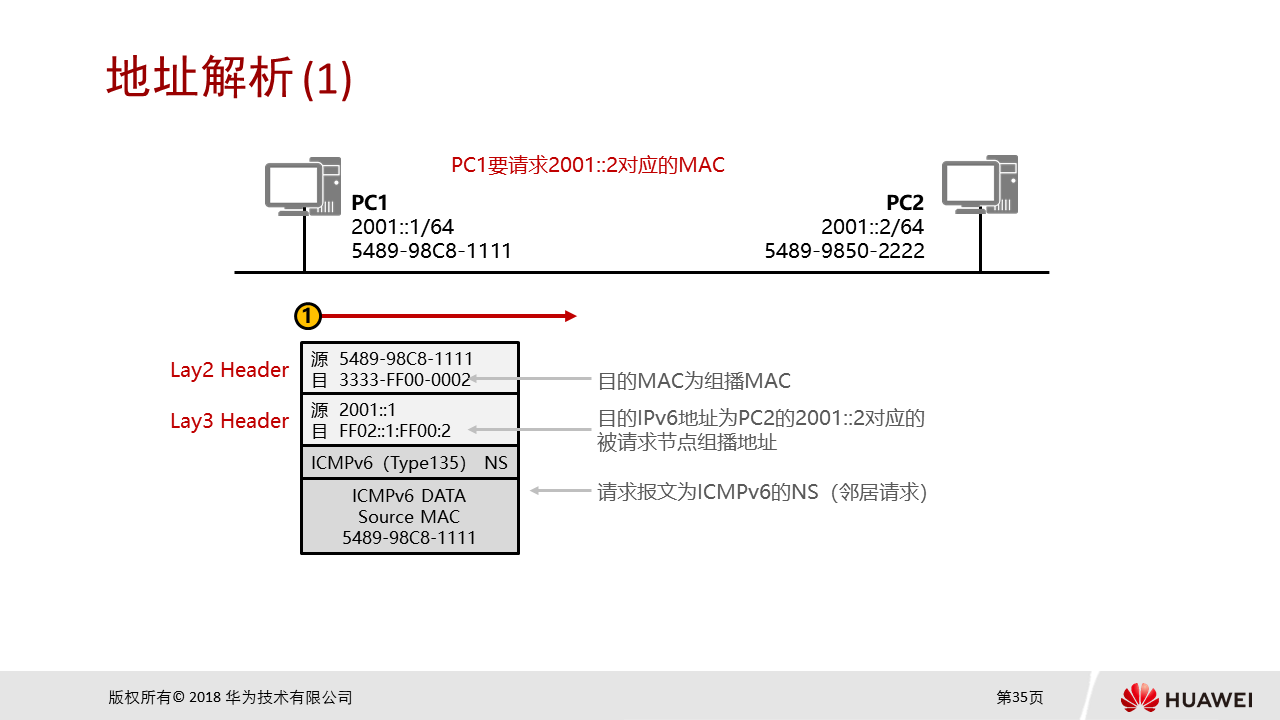 地址解析 (1)
PC1要请求2001::2对应的MAC
PC1
2001::1/64
5489-98C8-1111
PC2
2001::2/64
5489-9850-2222
1
Lay2 Header
源 5489-98C8-1111
目 3333-FF00-0002
目的MAC为组播MAC
Lay3 Header
源 2001::1
目 FF02::1:FF00:2
目的IPv6地址为PC2的2001::2对应的
被请求节点组播地址
ICMPv6（Type135） NS
ICMPv6 DATA
Source MAC
5489-98C8-1111
请求报文为ICMPv6的NS（邻居请求）
版权所有© 2018 华为技术有限公司
第35页
HUAWEI